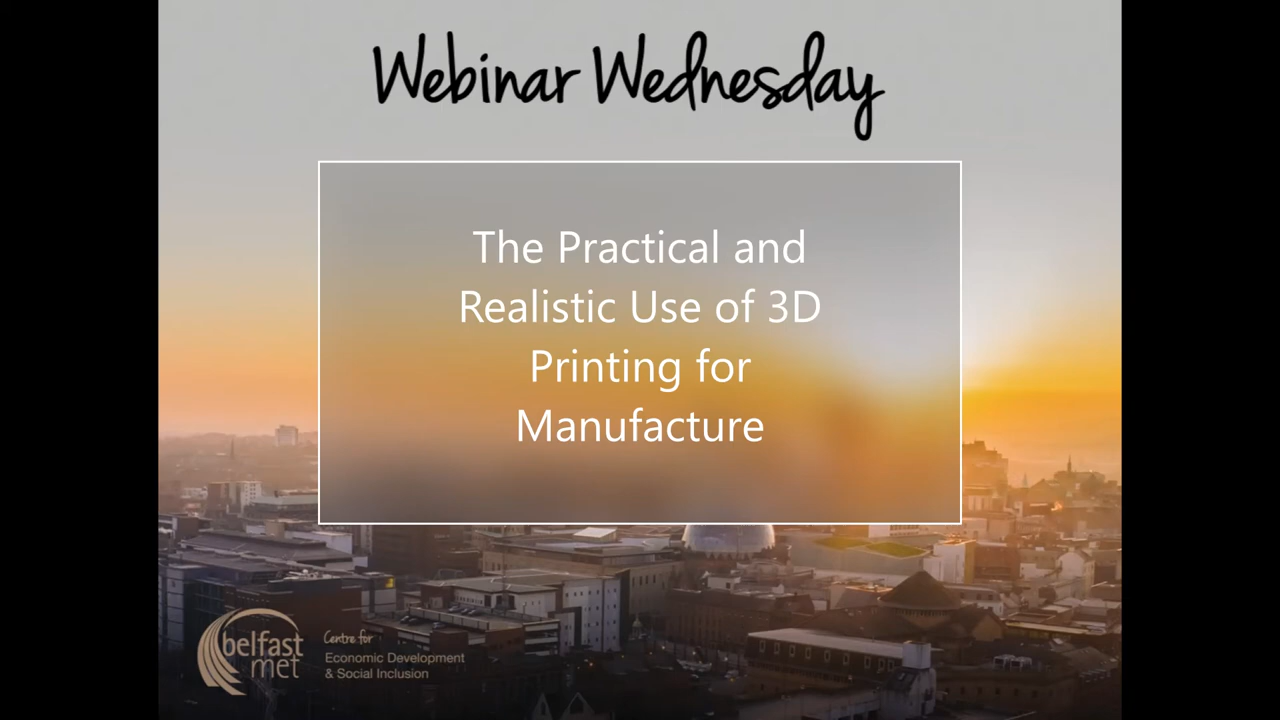 Webinar Wednesday
The Practical and
Realistic Use of 3D
Printing for
Manufacture
belfast
met
Centre for
Economic Development
& Social Inclusion